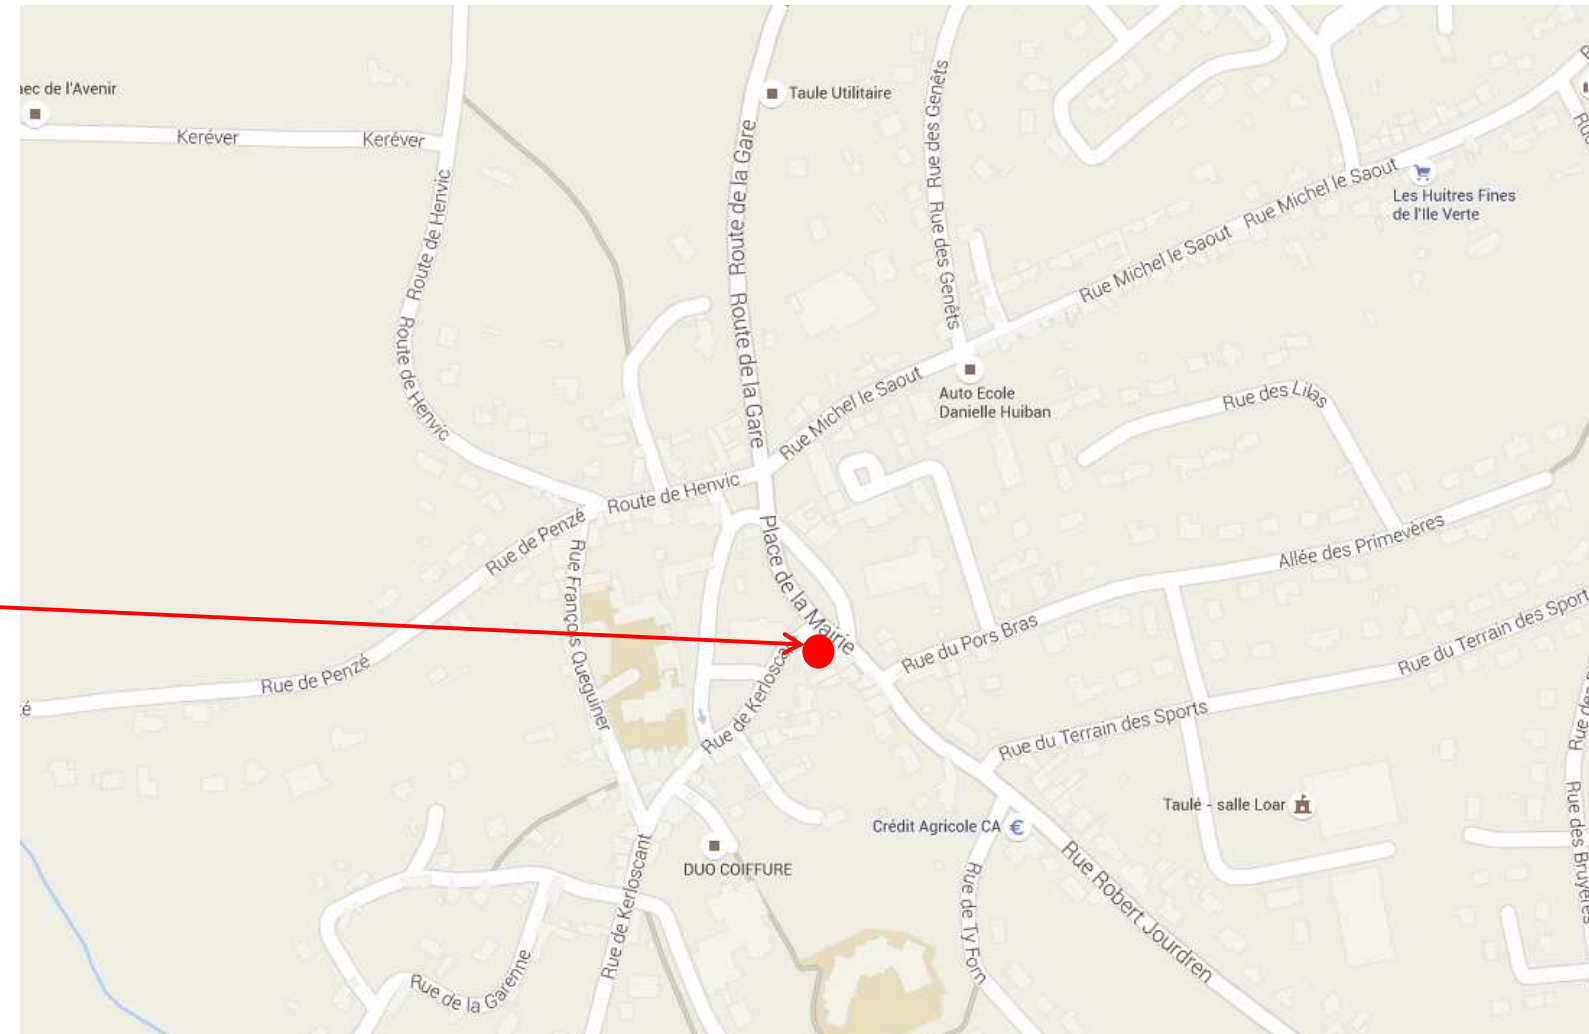 aec de l'Avenir
Taule Utilitaire
Keréver
Keréver
Rue des Genêts
Route de la Gare
Route de Henvic
Rue Michel le Saout
Les Huitres Fines
de l'Ile Verte
Rue Michel le Saout
Rue des Genêts
Rue Michel le Saout
Route de la Gare
Route de Henvic
Auto Ecole
Danielle Huiban
Rue des Lilas
Rue Michel le Saout
Route de Henvic
Rue de Penzé
Place de la Mairie
Allée des Primevères
Rue François Queguiner
Rue du Pors Bras
Rue du Terrain des Sport
Rue de Penzé
zé
Rue de Kerloscant
Rue du Terrain des Sports
Rue des
Taulé - salle Loar
Crédit Agricole CA
Rue des Bruyères
DUO COIFFURE
Rue de Kerloscant
Rue Robert Jourdren
Rue de Ty Forn
Rue de la Garenne